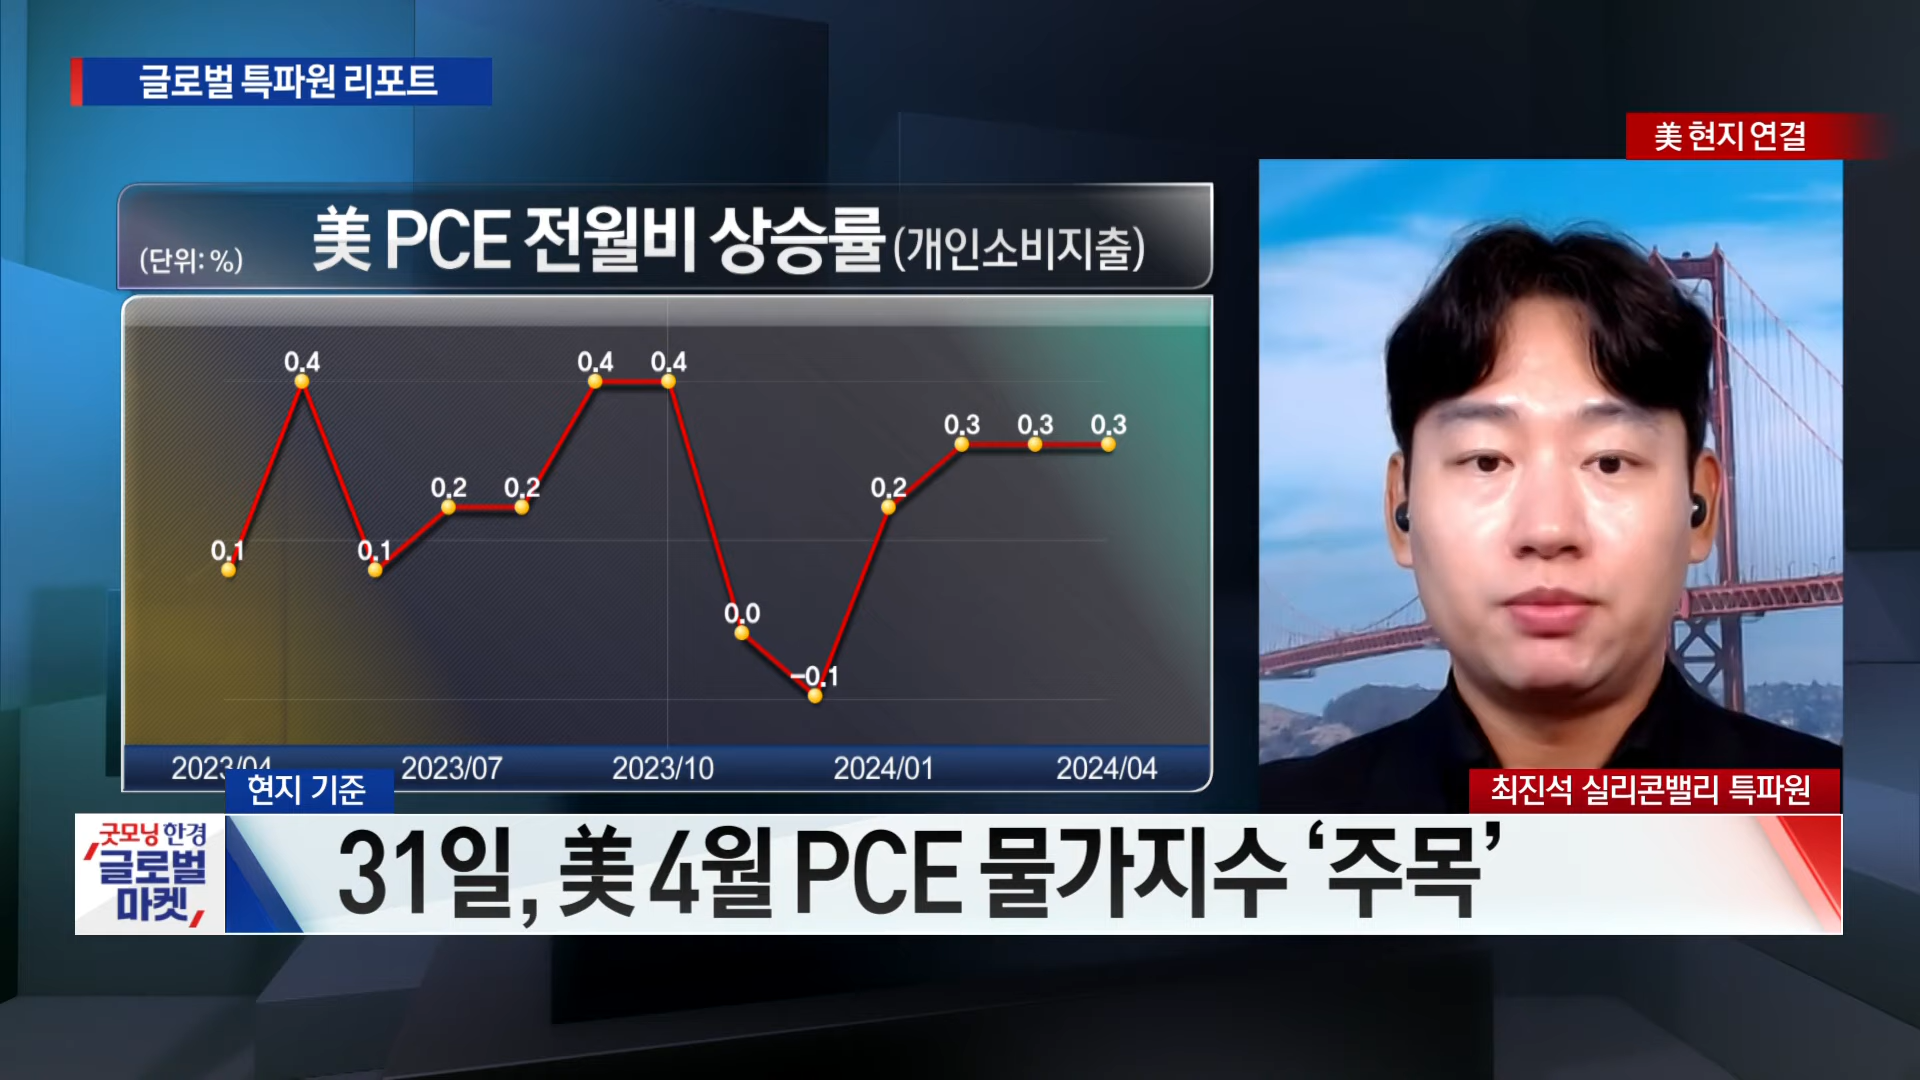 글로벌 특파원 리포트
美 현지 연결
(단위: %)
美 PCE 전월비 상승률 (개인소비지출)
0.1
0.4
0.1
0.2
0.2
0.4
0.4
0.0
-0.1
0.2
0.3
0.3
0.3
2023/04
2023/07
2023/10
2024/01
2024/04
현지 기준
최진석 실리콘밸리 특파원
굿모닝 한경
글로벌
마켓
31일, 美 4월 PCE 물가지수 ‘주목’